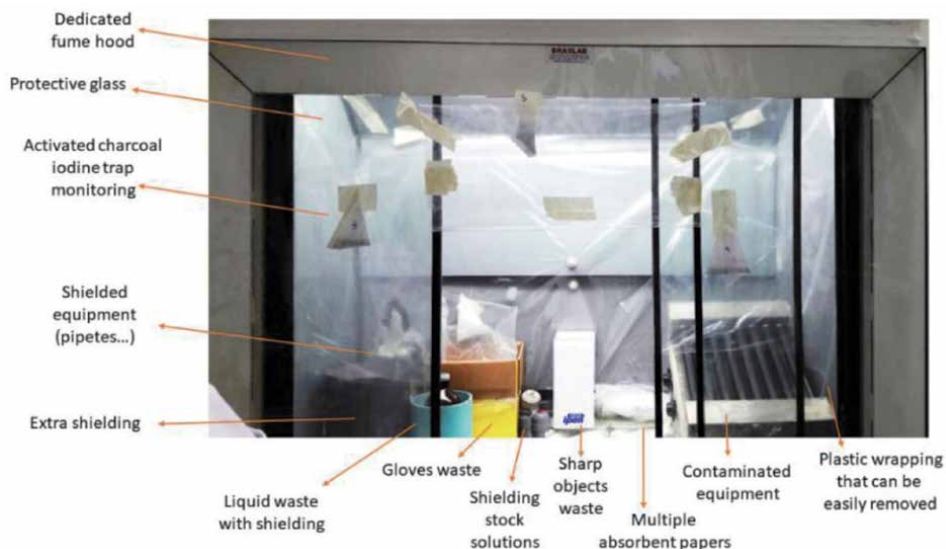 Dedicated
fume hood
Protective glass
Activated charcoal
iodine trap
monitoring
Shielded
equipment
(pipetes...)
Extra shielding
Liquid waste
with shielding
Gloves waste
Shielding
stock
solutions
Sharp
objects
waste
Multiple
absorbent papers
Contaminated
equipment
Plastic wrapping
that can be
easily removed
BRASLAB